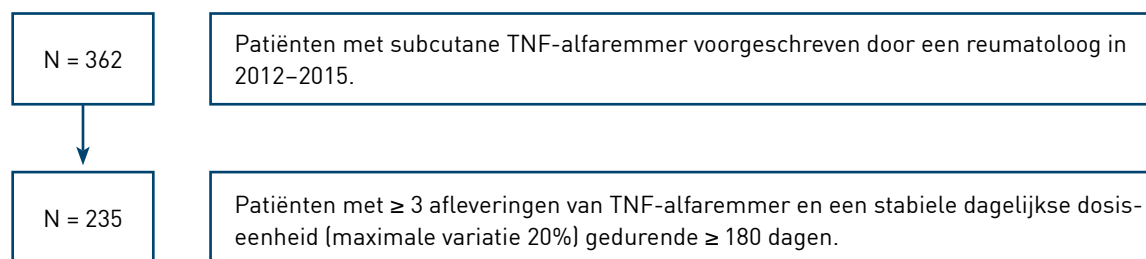 N = 362
Patiënten met subcutane TNF-alfaremmer voorgeschreven door een reumatoloog in
2012–2015.
N = 235
Patiënten met ≥ 3 afleveringen van TNF-alfaremmer en een stabiele dagelijkse dosis-
eenheid (maximale variatie 20%) gedurende ≥ 180 dagen.